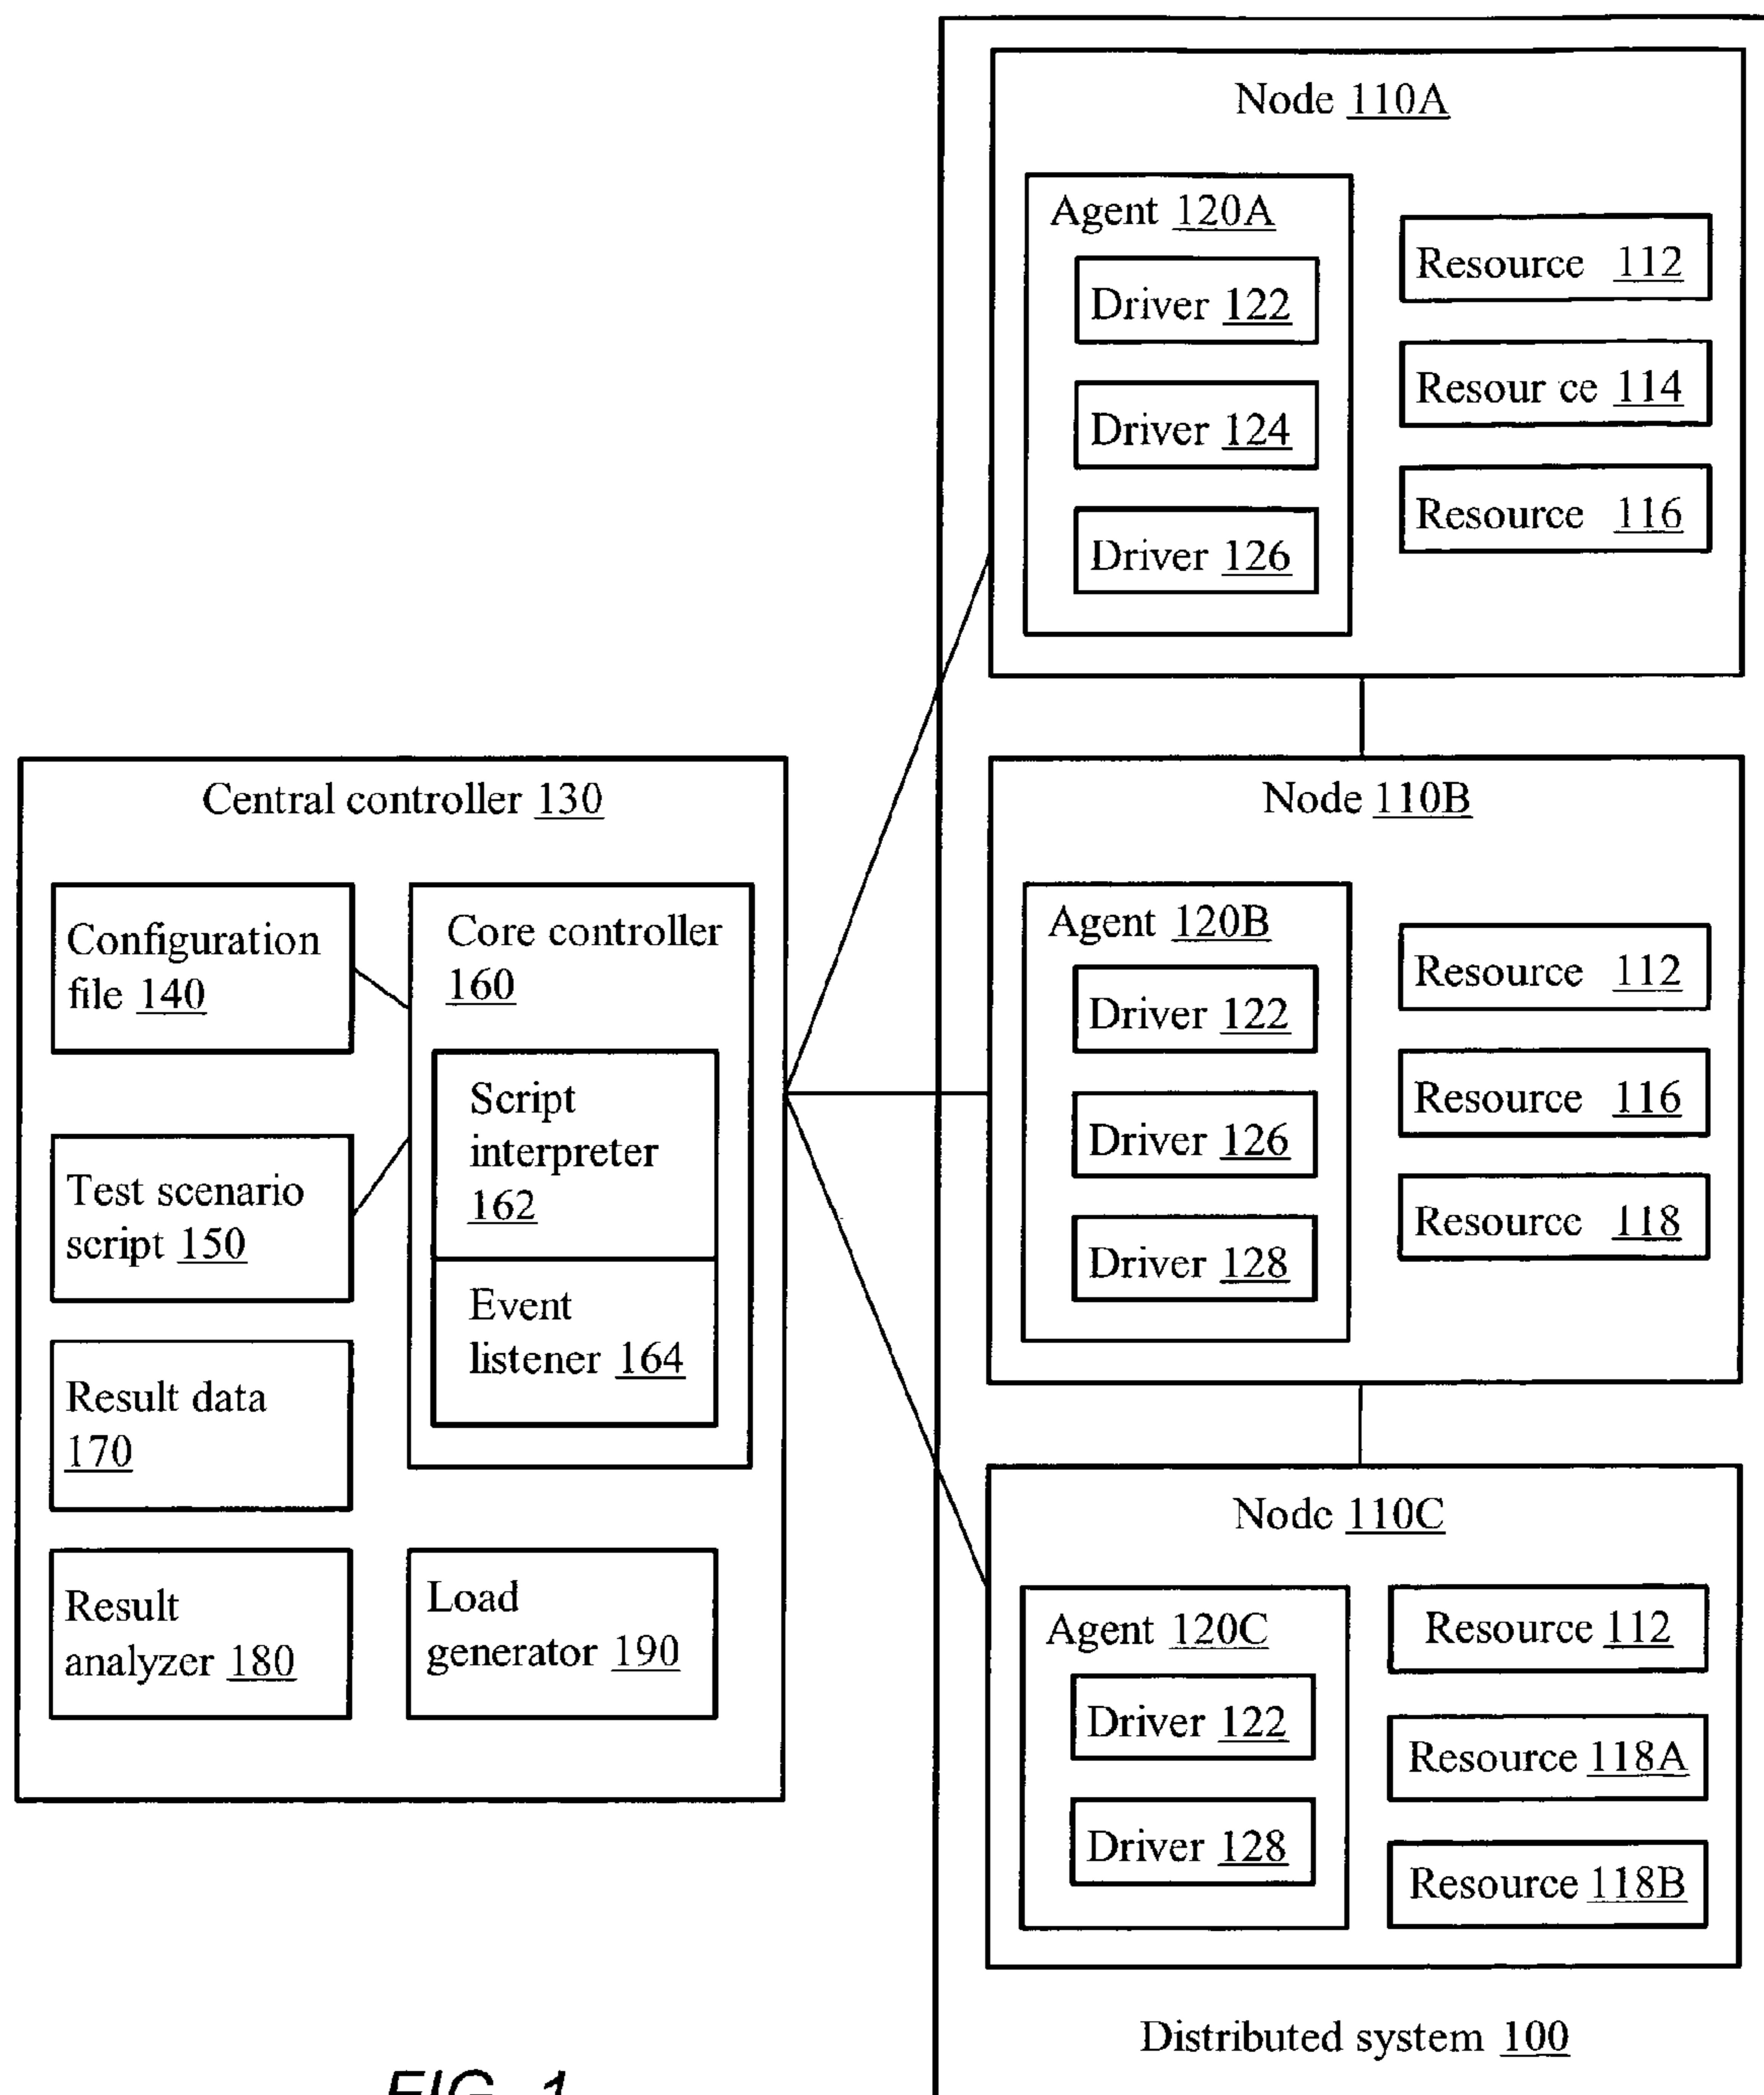 Node 110A
Agent 120A
Driver 122
Driver 124
Driver 126
Resource 112
Resour ce 114
Resource 116
Central controller 130
Configuration
file 140
Test scenario
script 150
Result data
170
Result
analyzer 180
Core controller
160
Script
interpreter
162
Event
listener 164
Load
generator 190
Node 110B
Agent 120B
Driver 122
Driver 126
Driver 128
Resource 112
Resource 116
Resource 118
Node 110C
Agent 120C
Driver 122
Driver 128
Resource 112
Resource 118A
Resource 118B
Distributed system 100
FIG. 1